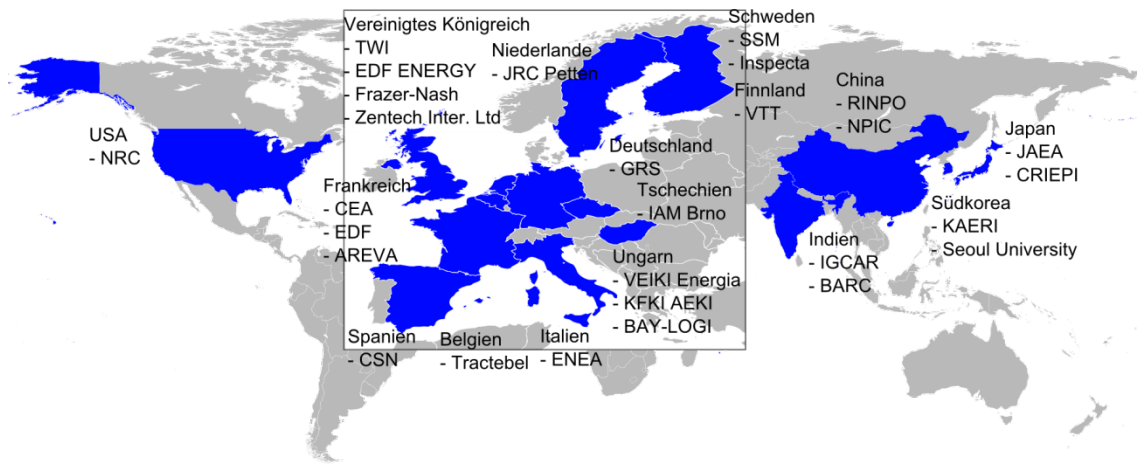 Vereinigtes Königreich
- TWI
- EDF ENERGY
- Frazer-Nash
- Zentech Inter. Ltd
Niederlande
- JRC Petten
Schweden
- SSM
- Inspecta
Finnland
- VTT
China
- RINPO
- NPIC
Japan
- JAEA
- CRIEPI
USA
- NRC
Deutschland
- GRS
Tschechien
- IAM Brno
Frankreich
- CEA
- EDF
- AREVA
Südkorea
- KAERI
- Seoul University
Indien
- IGCAR
- BARC
Ungarn
- VEIKI Energia
- KFKI AEKI
- BAY-LOGI
Spanien
- CSN
Belgien
- Tractebel
Italien
- ENEA